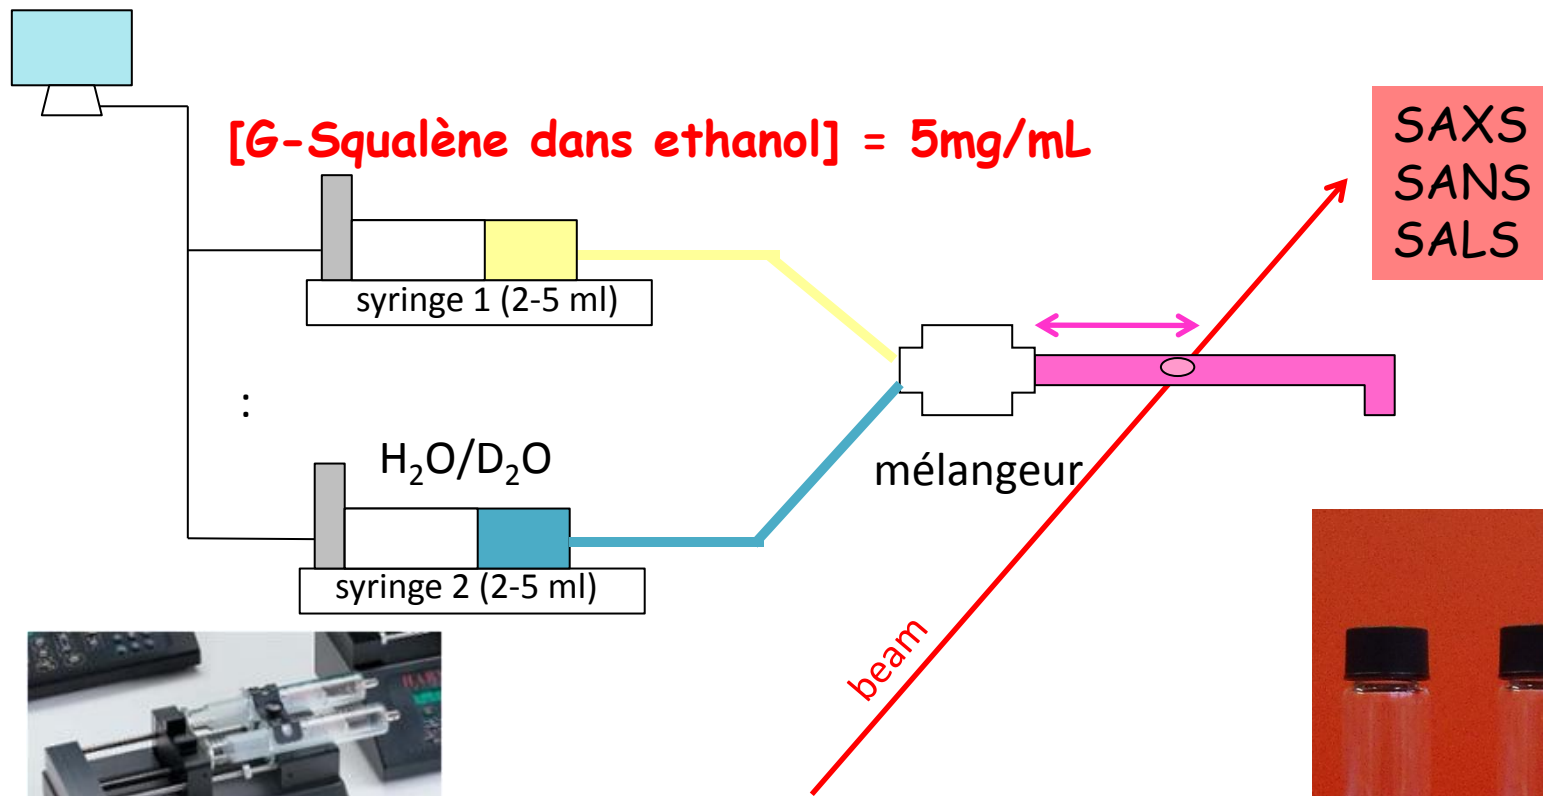 [G-Squalène dans ethanol] = 5mg/mL
SAXS
SANS
SALS
syringe 1 (2-5 ml)
:
H₂O/D₂O
mélangeur
syringe 2 (2-5 ml)
beam